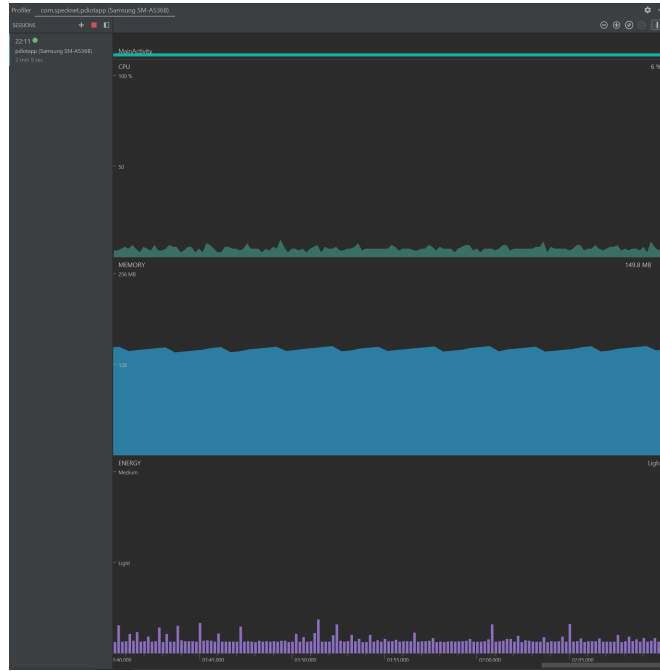 Profiler com.specknet.pdiotapp (Samsung SM-A536B)
SESSIONS
22:11
pdiotapp (Samsung SM-A536B)
2 min 9 sec
MainActivity
CPU 6 %
100 %
50
MEMORY 149.8 MB
256 MB
128
ENERGY Light
Medium
Light
1:40.000 01:45.000 01:50.000 01:55.000 02:00.000 02:05.000